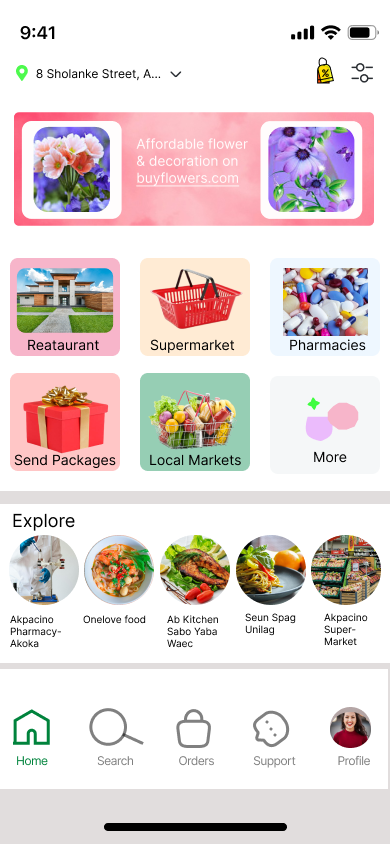 9:41
8 Sholanke Street, A...
%
Affordable flower
& decoration on
buyflowers.com
Reataurant
Supermarket
Pharmacies
Send Packages
Local Markets
More
Explore
Akpacino
Pharmacy-
Akoka
Onelove food
Ab Kitchen
Sabo Yaba
Waec
Seun Spag
Unilag
Akpacino
Super-
Market
Home
Search
Orders
Support
Profile